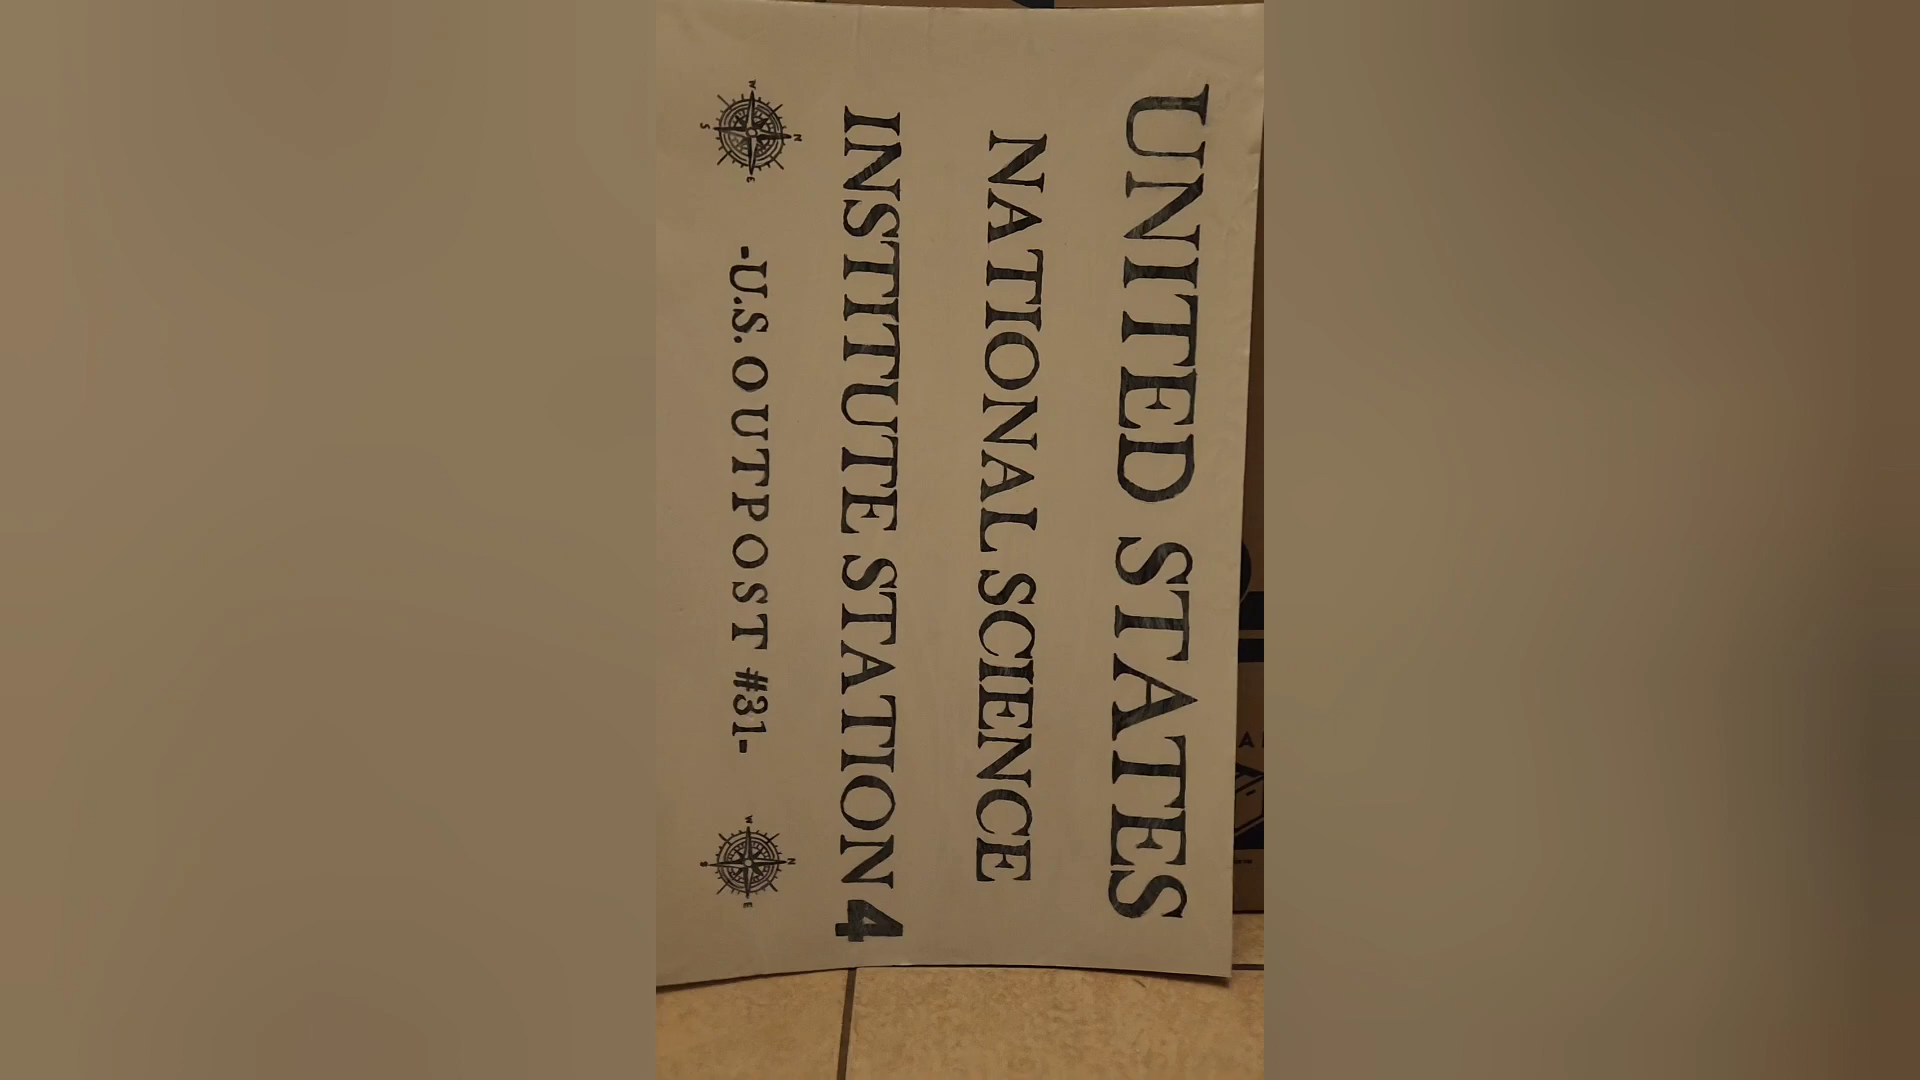 UNITED STATES
NATIONAL SCIENCE
INSTITUTE STATION 4
-U.S. OUTPOST #31-
N
W
E
S
N
W
E
S